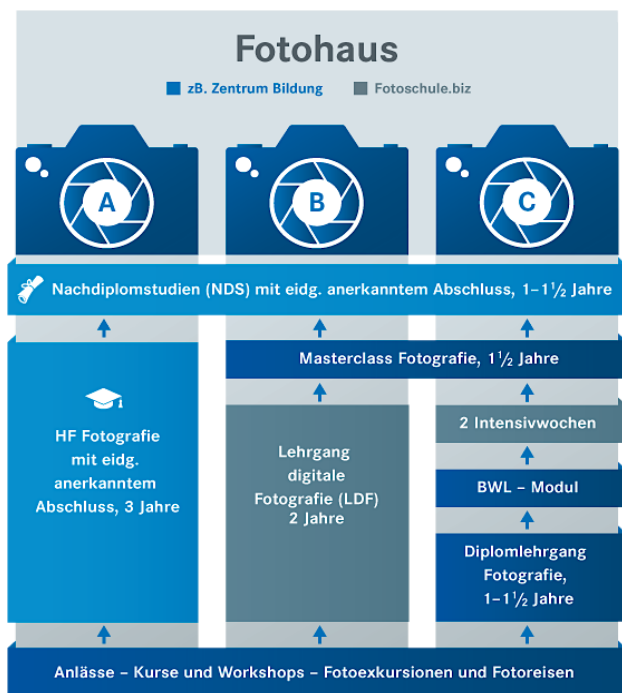 Fotohaus
zB. Zentrum Bildung
Fotoschule.biz
A
B
C
Nachdiplomstudien (NDS) mit eidg. anerkanntem Abschluss, 1–1½ Jahre
Masterclass Fotografie, 1½ Jahre
HF Fotografie
mit eidg.
anerkanntem
Abschluss, 3 Jahre
Lehrgang
digitale
Fotografie (LDF)
2 Jahre
2 Intensivwochen
BWL – Modul
Diplomlehrgang
Fotografie,
1–1½ Jahre
Anlässe – Kurse und Workshops – Fotoexkursionen und Fotoreisen